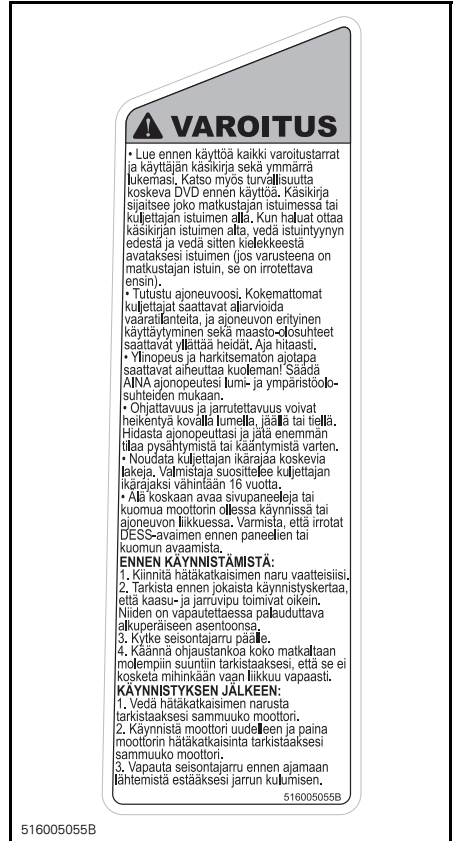 VAROITUS
• Lue ennen käyttöä kaikki varoitustarrat
ja käyttäjän käsikirja sekä ymmärrä
lukemasi. Katso myös turvallisuutta
koskeva DVD ennen käyttöä. Käsikirja
sijaitsee joko matkustajan istuimessa tai
kuljettajan istuimen alla. Kun haluat ottaa
käsikirjan istuimen alta, vedä istuintyynyn
edestä ja vedä sitten kielekkeestä
avataksesi istuimen (jos varusteena on
matkustajan istuin, se on irrotettava
ensin).
• Tutustu ajoneuvoosi. Kokemattomat
kuljettajat saattavat aliarvioida
vaaratilanteita, ja ajoneuvon erityinen
käyttäytyminen sekä maasto-olosuhteet
saattavat yllättää heidät. Aja hitaasti.
• Ylinopeus ja harkitsematon ajotapa
saattavat aiheuttaa kuoleman! Säädä
AINA ajonopeutesi lumi- ja ympäristöolo-
suhteiden mukaan.
• Ohjattavuus ja jarrutettavuus voivat
heikentyä kovalla lumella, jäällä tai tiellä.
Hidasta ajonopeuttasi ja jätä enemmän
tilaa pysähtymistä tai kääntymistä varten.
• Noudata kuljettajan ikärajaa koskevia
lakeja. Valmistaja suosittelee kuljettajan
ikärajaksi vähintään 16 vuotta.
• Älä koskaan avaa sivupaneeleja tai
kuomua moottorin ollessa käynnissä tai
ajoneuvon liikkuessa. Varmista, että irrotat
DESS-avaimen ennen paneelien tai
kuomun avaamista.
ENNEN KÄYNNISTÄMISTÄ:
1. Kiinnitä hätäkatkaisimen naru vaatteisiisi.
2. Tarkista ennen jokaista käynnistyskertaa,
että kaasu- ja jarruvipu toimivat oikein.
Niiden on vapautettaessa palauduttava
alkuperäiseen asentoonsa.
3. Kytke seisontajarru päälle.
4. Käännä ohjaustankoa koko matkaltaan
molempiin suuntiin tarkistaaksesi, että se ei
kosketa mihinkään vaan liikkuu vapaasti.
KÄYNNISTYKSEN JÄLKEEN:
1. Vedä hätäkatkaisimen narusta
tarkistaaksesi sammuuko moottori.
2. Käynnistä moottori uudelleen ja paina
moottorin hätäkatkaisinta tarkistaaksesi
sammuuko moottori.
3. Vapauta seisontajarru ennen ajamaan
lähtemistä estääksesi jarrun kulumisen.
516005055B
516005055B